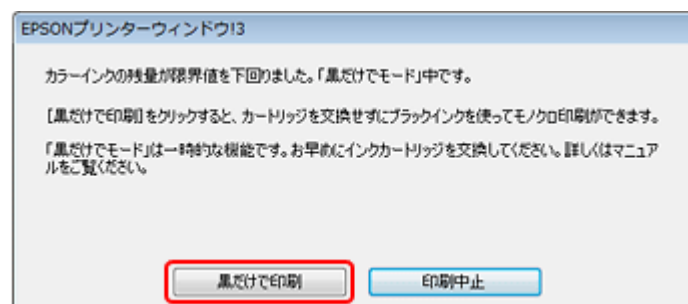 EPSONプリンターウィンドウ!3
カラーインクの残量が限界値を下回りました。「黒だけでモード」中です。
[黒だけで印刷]をクリックすると、カートリッジを交換せずにブラックインクを使ってモノクロ印刷ができます。
「黒だけでモード」は一時的な機能です。お早めにインクカートリッジを交換してください。詳しくはマニュア
ルをご覧ください。
黒だけで印刷
印刷中止